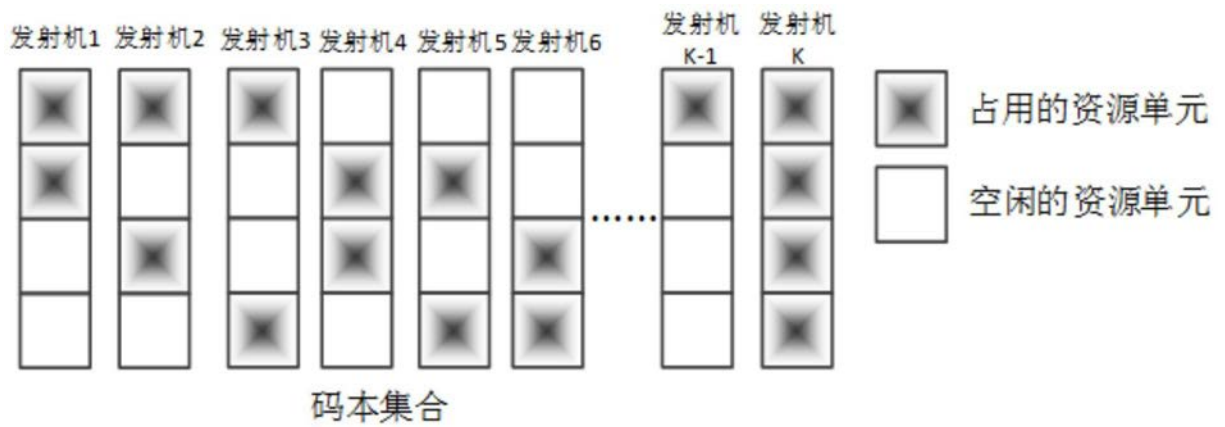 发射机1 发射机2 发射机3 发射机4 发射机5 发射机6 发射机 发射机
K-1 K
占用的资源单元
空闲的资源单元
......
码本集合